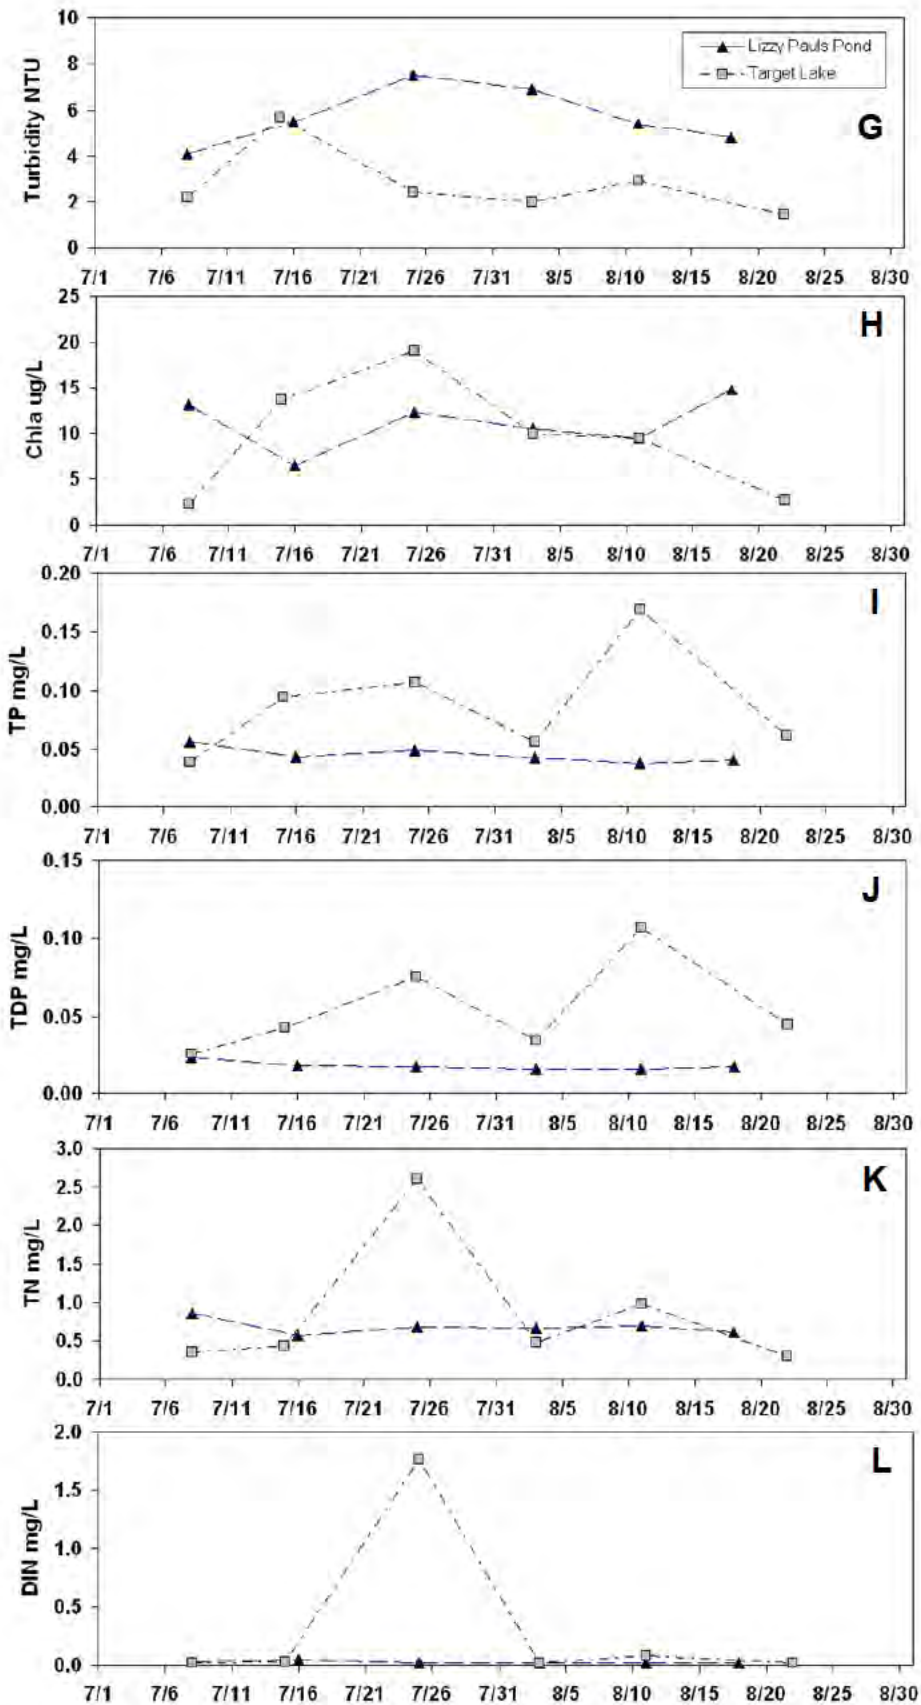 10
8
6
4
2
0
Turbidity NTU
Lizzy Pauls Pond
Target Lake
G
7/1 7/6 7/11 7/16 7/21 7/26 7/31 8/5 8/10 8/15 8/20 8/25 8/30
25
20
15
10
5
0
Chla ug/L
H
7/1 7/6 7/11 7/16 7/21 7/26 7/31 8/5 8/10 8/15 8/20 8/25 8/30
0.20
0.15
0.10
0.05
0.00
TP mg/L
I
7/1 7/6 7/11 7/16 7/21 7/26 7/31 8/5 8/10 8/15 8/20 8/25 8/30
0.15
0.10
0.05
0.00
TDP mg/L
J
7/1 7/6 7/11 7/16 7/21 7/26 7/31 8/5 8/10 8/15 8/20 8/25 8/30
3.0
2.5
2.0
1.5
1.0
0.5
0.0
TN mg/L
K
7/1 7/6 7/11 7/16 7/21 7/26 7/31 8/5 8/10 8/15 8/20 8/25 8/30
2.0
1.5
1.0
0.5
0.0
DIN mg/L
L
7/1 7/6 7/11 7/16 7/21 7/26 7/31 8/5 8/10 8/15 8/20 8/25 8/30